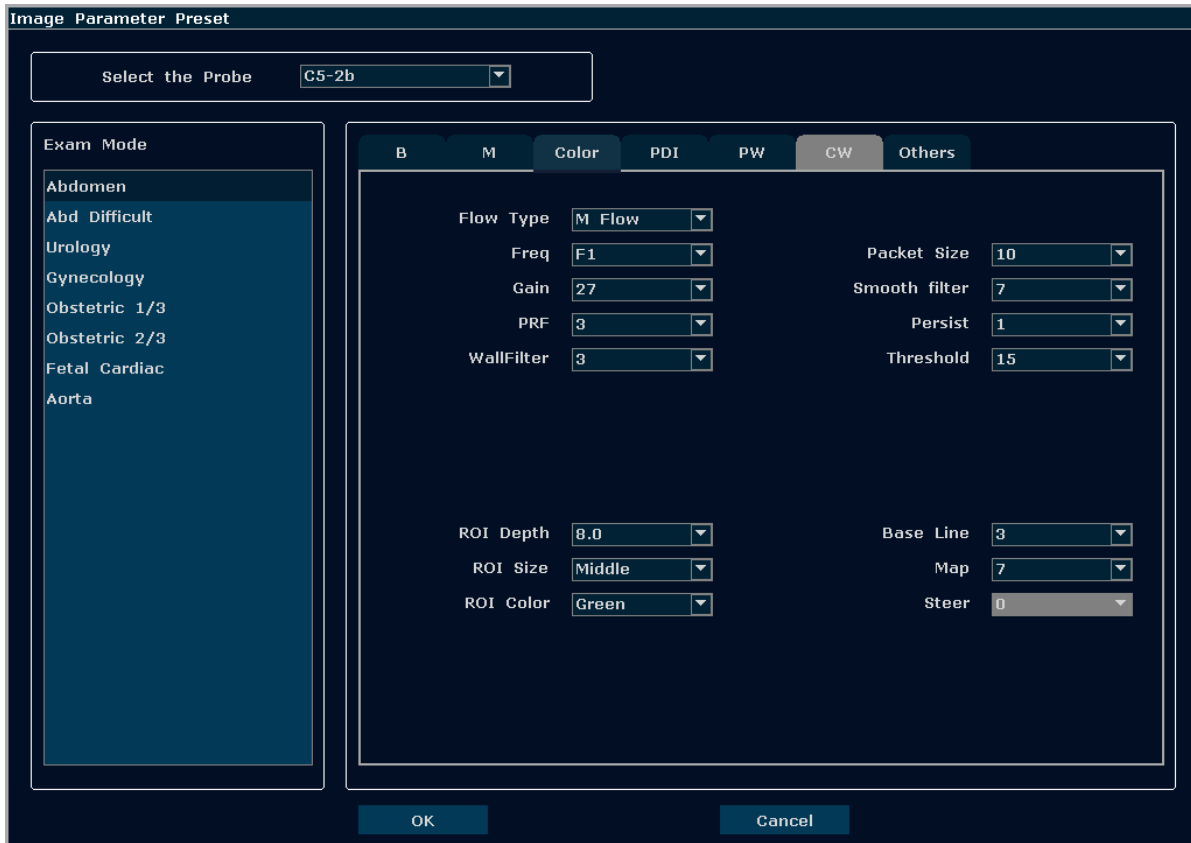 Image Parameter Preset
Select the Probe C5-2b
Exam Mode
Abdomen
Abd Difficult
Urology
Gynecology
Obstetric 1/3
Obstetric 2/3
Fetal Cardiac
Aorta
B M Color PDI PW CW Others
Flow Type M Flow
Freq F1 Packet Size 10
Gain 27 Smooth filter 7
PRF 3 Persist 1
WallFilter 3 Threshold 15
ROI Depth 8.0 Base Line 3
ROI Size Middle Map 7
ROI Color Green Steer 0
OK Cancel